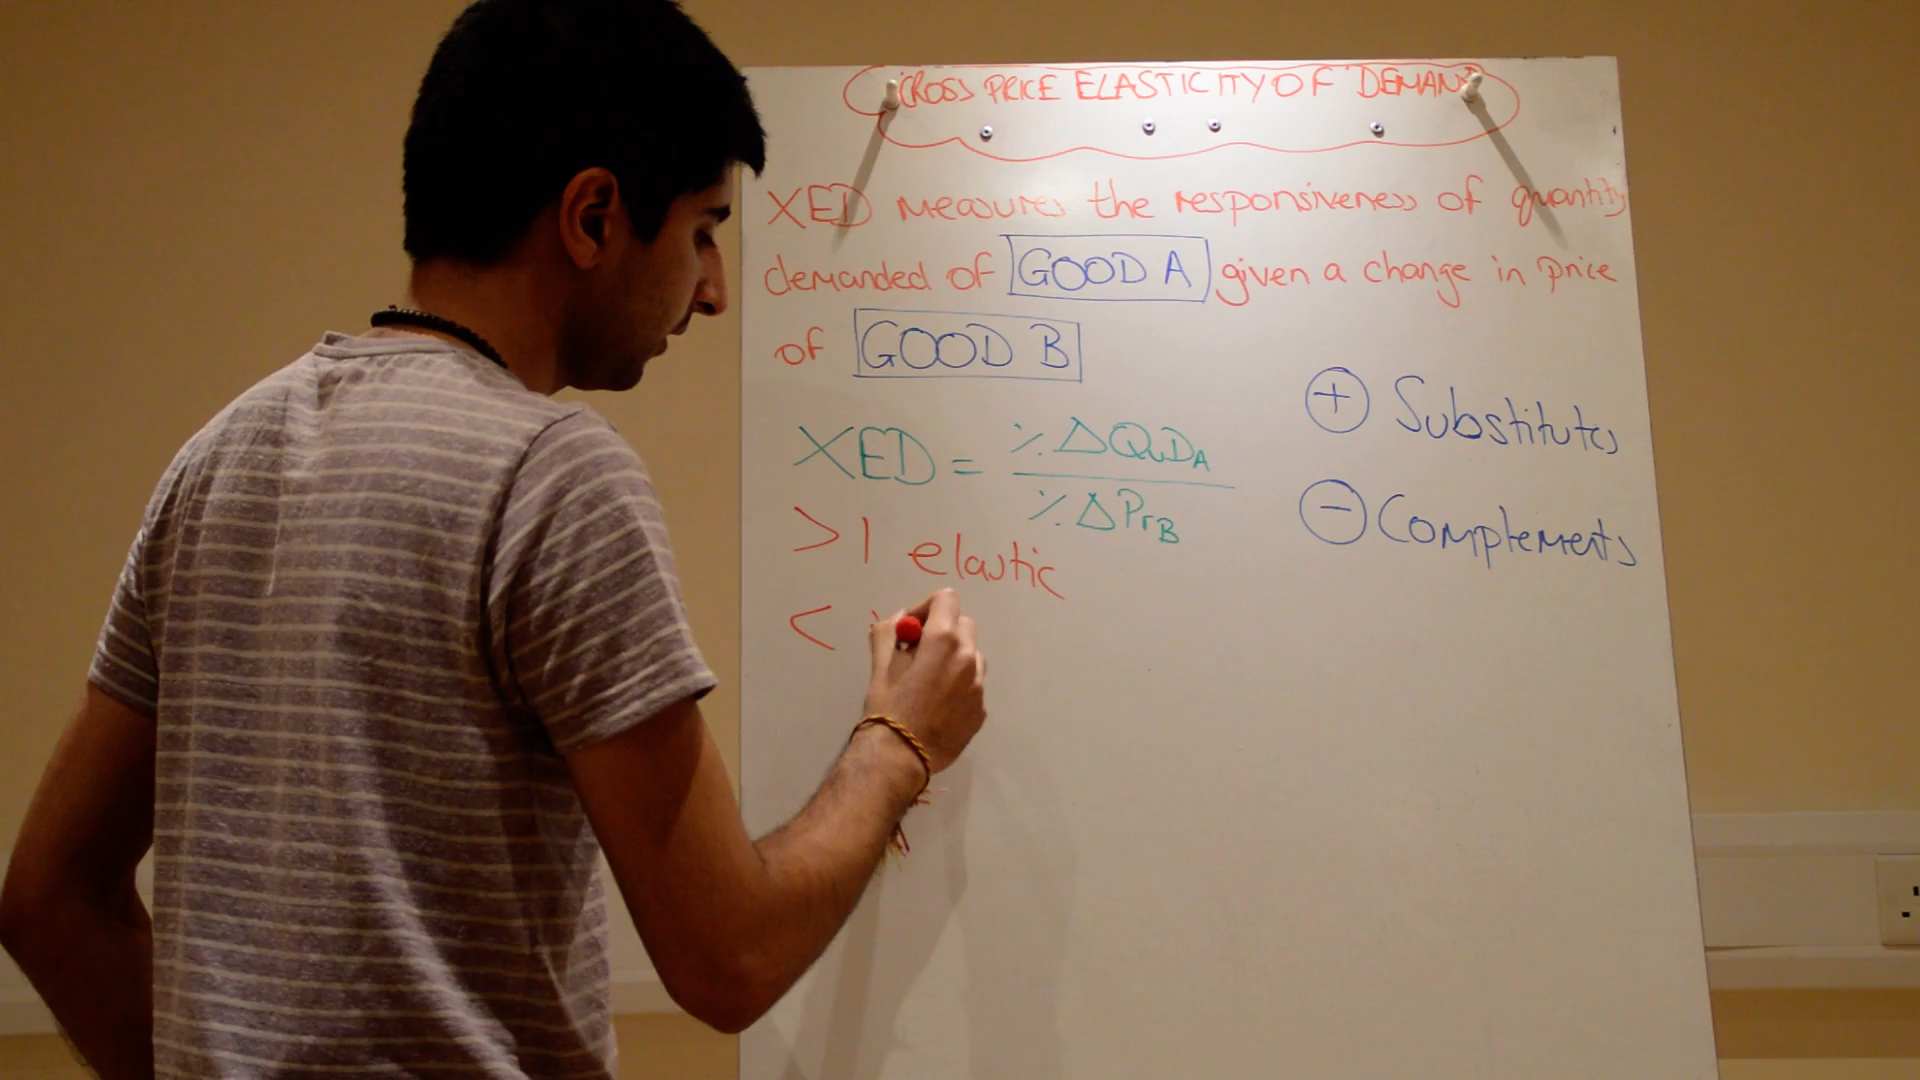 CROSS PRICE ELASTICITY OF DEMAND
XED measures the responsiveness of quantity
demanded of GOOD A given a change in price
of GOOD B
XED = %ΔQDA / %ΔPrB
+ Substitutes
- Complements
>1 elastic
<